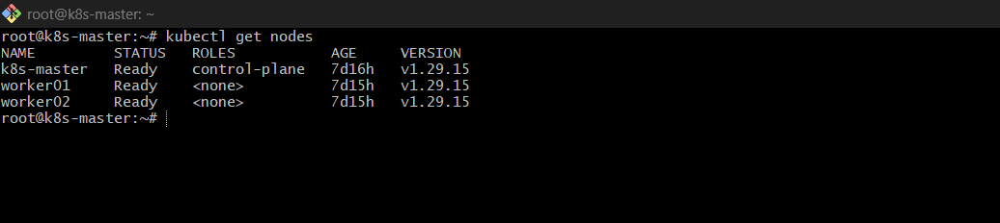 root@k8s-master: ~
root@k8s-master:~# kubectl get nodes
NAME         STATUS   ROLES           AGE     VERSION
k8s-master   Ready    control-plane   7d16h   v1.29.15
worker01     Ready    <none>          7d15h   v1.29.15
worker02     Ready    <none>          7d15h   v1.29.15
root@k8s-master:~#